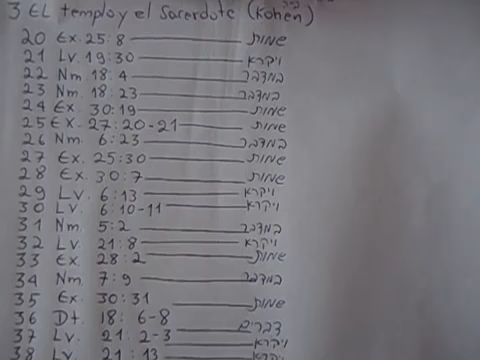 3 EL templo y el Sacerdote (Kohen)
20 Ex. 25:8 שמות
21 Lv. 19:30 ויקרא
22 Nm. 18:4 במדבר
23 Nm. 18:23 במדבר
24 Ex. 30:19 שמות
25 Ex. 27:20-21 שמות
26 Nm. 6:23 במדבר
27 Ex. 25:30 שמות
28 Ex. 30:7 שמות
29 Lv. 6:13 ויקרא
30 Lv. 6:10-11 ויקרא
31 Nm. 5:2 במדבר
32 Lv 21:8 ויקרא
33 Ex 28:2 שמות
34 Nm. 7:9 במדבר
35 Ex. 30:31 שמות
36 Dt. 18: 6-8 דברים
37 Lv. 21: 2-3 ויקרא
38 Lv 21:13 ויקרא